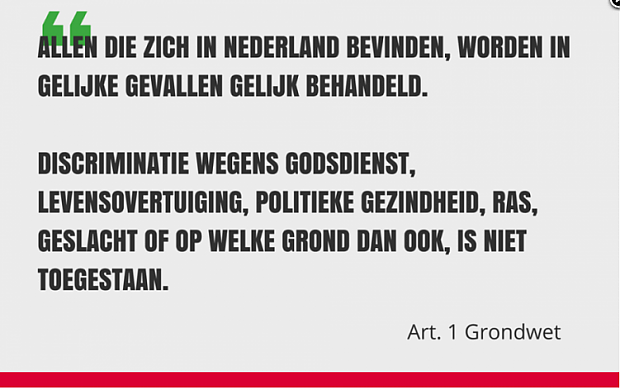 “
ALLEN DIE ZICH IN NEDERLAND BEVINDEN, WORDEN IN
GELIJKE GEVALLEN GELIJK BEHANDELD.
DISCRIMINATIE WEGENS GODSDIENST,
LEVENSOVERTUIGING, POLITIEKE GEZINDHEID, RAS,
GESLACHT OF OP WELKE GROND DAN OOK, IS NIET
TOEGESTAAN.
Art. 1 Grondwet